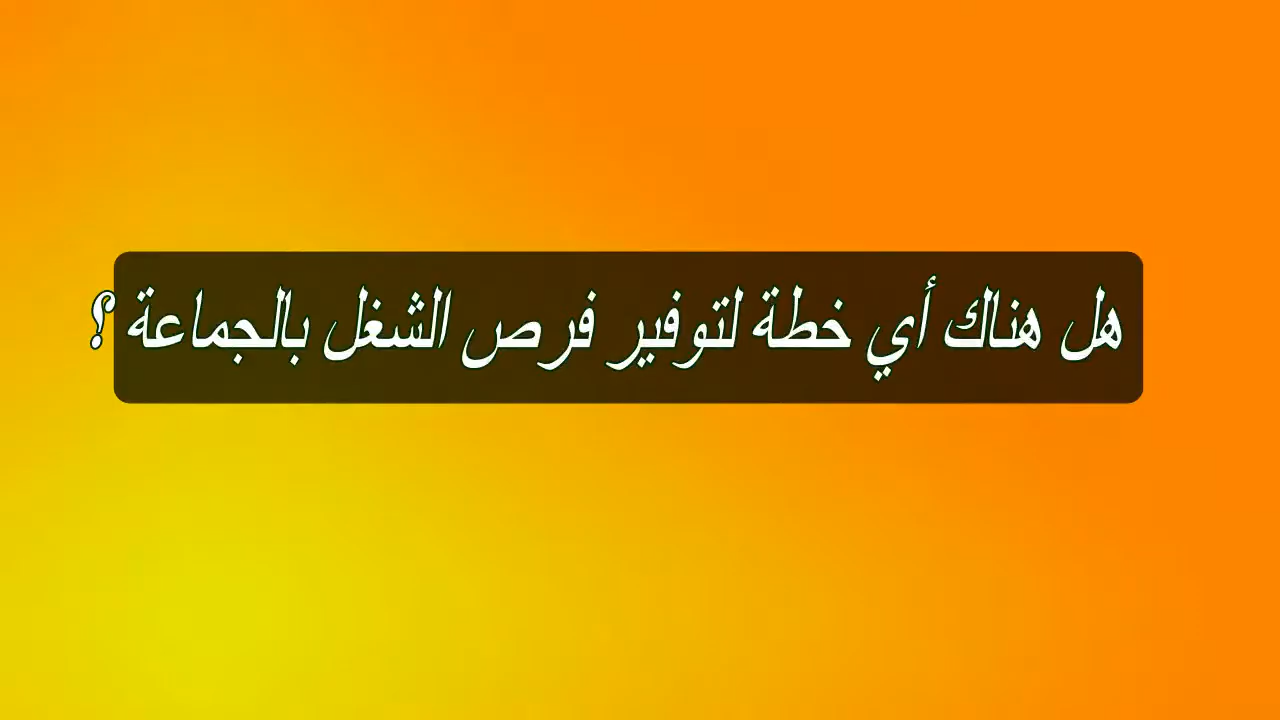 هل هناك أي خطة لتوفير فرص الشغل بالجماعة ؟